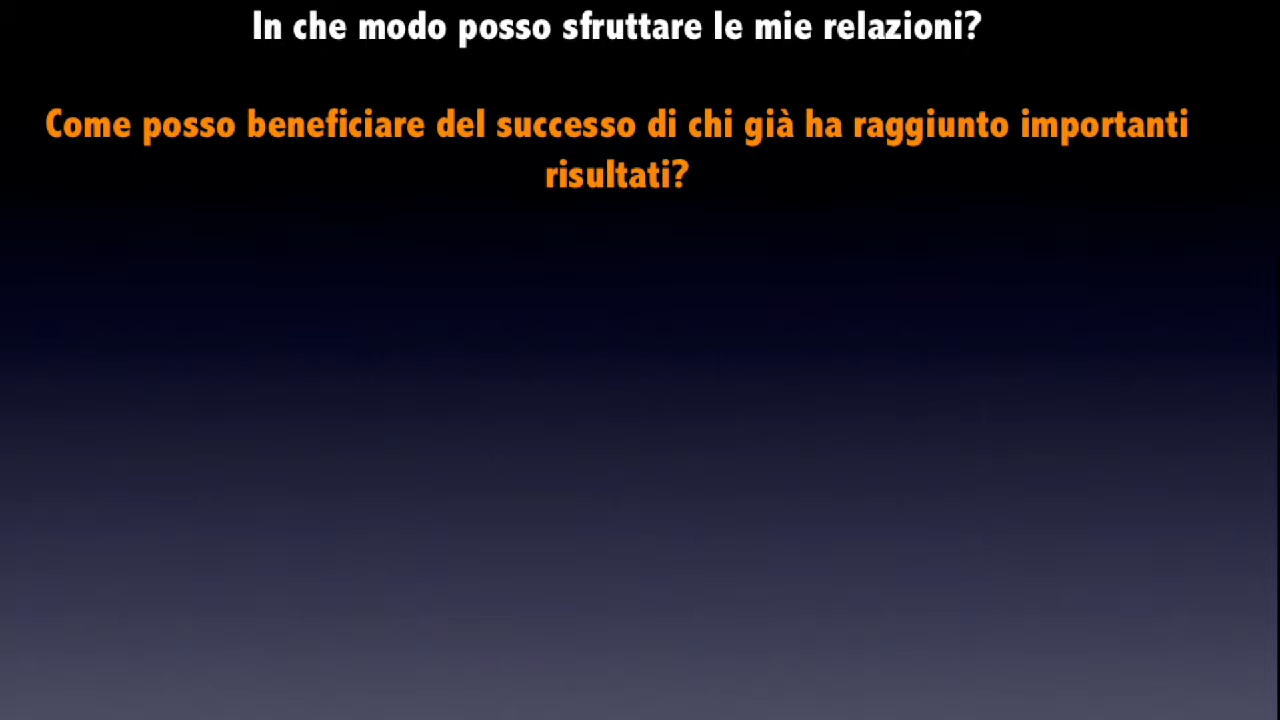 In che modo posso sfruttare le mie relazioni?
Come posso beneficiare del successo di chi già ha raggiunto importanti
risultati?